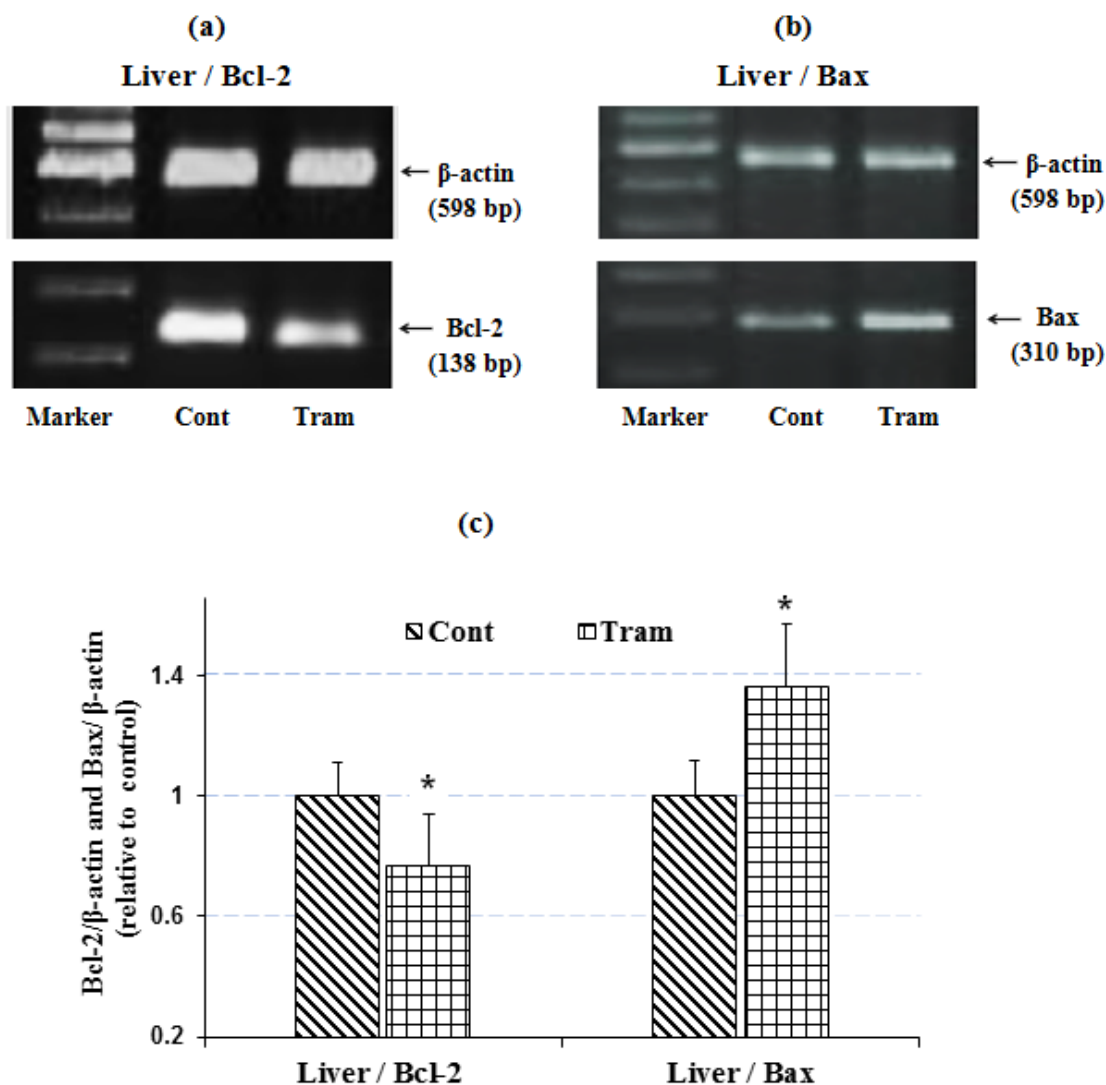 (a)
Liver / Bcl-2
β-actin
(598 bp)
Bcl-2
(138 bp)
Marker Cont Tram
(b)
Liver / Bax
β-actin
(598 bp)
Bax
(310 bp)
Marker Cont Tram
(c)
Bcl-2/β-actin and Bax/β-actin
(relative to control)
Cont Tram
*
*
1.4
1
0.6
0.2
Liver / Bcl-2 Liver / Bax